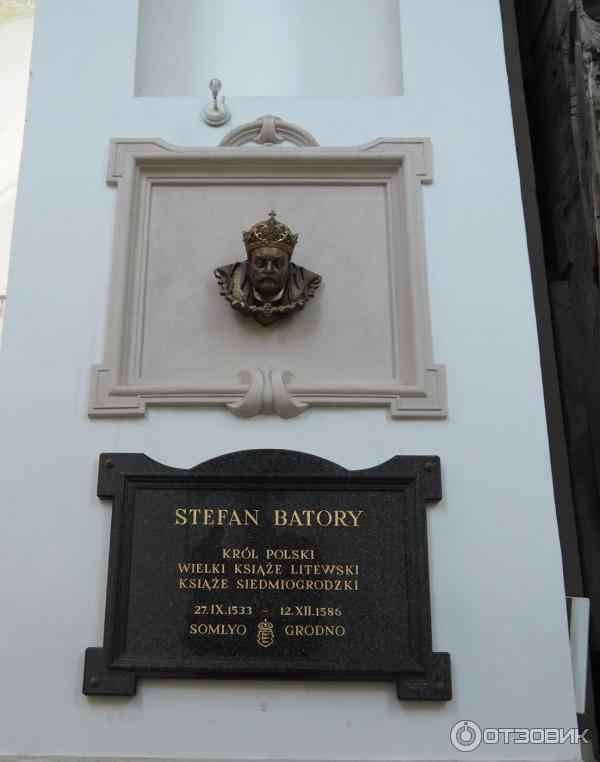 STEFAN BATORY
KRÓL POLSKI
WIELKI KSIĄŻE LITEWSKI
KSIĄŻE SIEDMIOGRODZKI
27.IX.1533 – 12.XII.1586
SOMLYO GRODNO
ОТЗОВИК